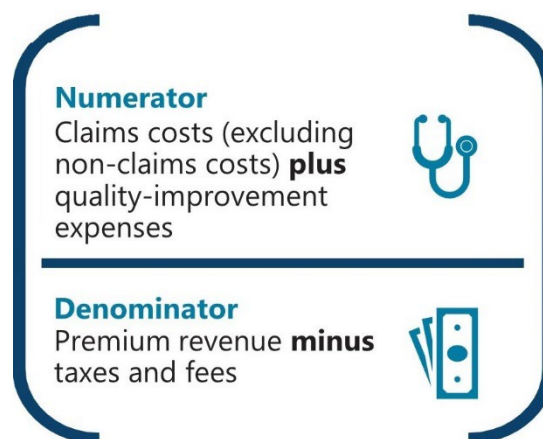 Numerator
Claims costs (excluding
non-claims costs) plus
quality-improvement
expenses
Denominator
Premium revenue minus
taxes and fees